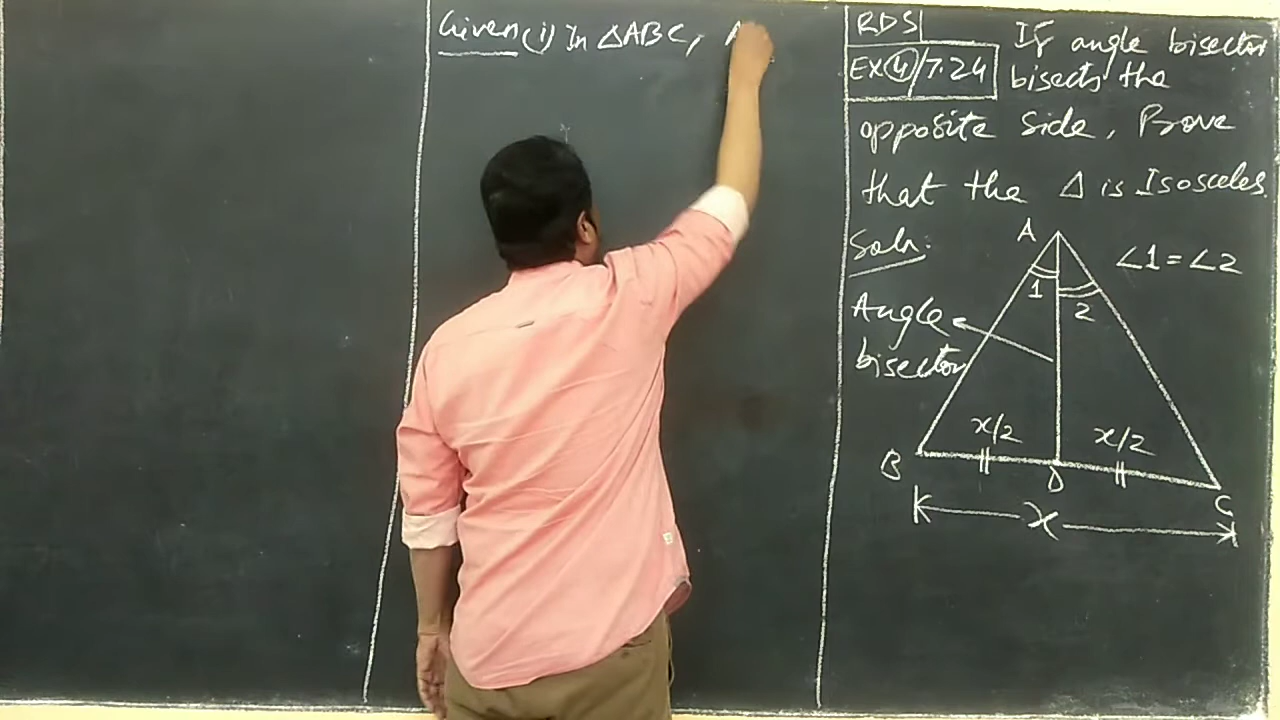 Given (i) In ΔABC, A
RDS
EX④/7.24
If angle bisector
bisects the
opposite side, Prove
that the Δ is Isosceles.
Soln:
A
∠1=∠2
1
2
Angle
bisector
x/2
x/2
B
D
C
x